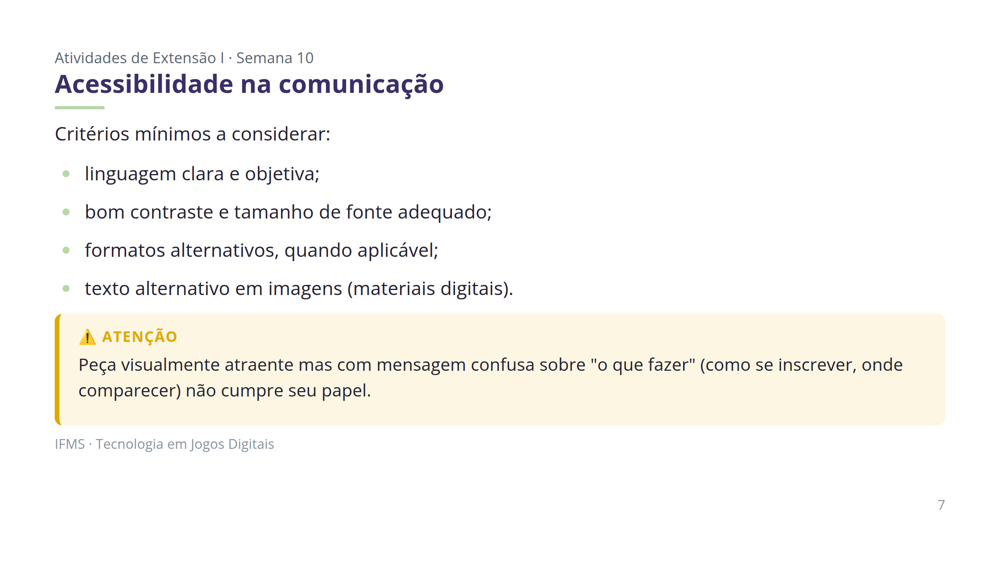 Atividades de Extensão I · Semana 10
Acessibilidade na comunicação
Critérios mínimos a considerar:
linguagem clara e objetiva;
bom contraste e tamanho de fonte adequado;
formatos alternativos, quando aplicável;
texto alternativo em imagens (materiais digitais).
⚠️ ATENÇÃO
Peça visualmente atraente mas com mensagem confusa sobre "o que fazer" (como se inscrever, onde
comparecer) não cumpre seu papel.
IFMS · Tecnologia em Jogos Digitais
7